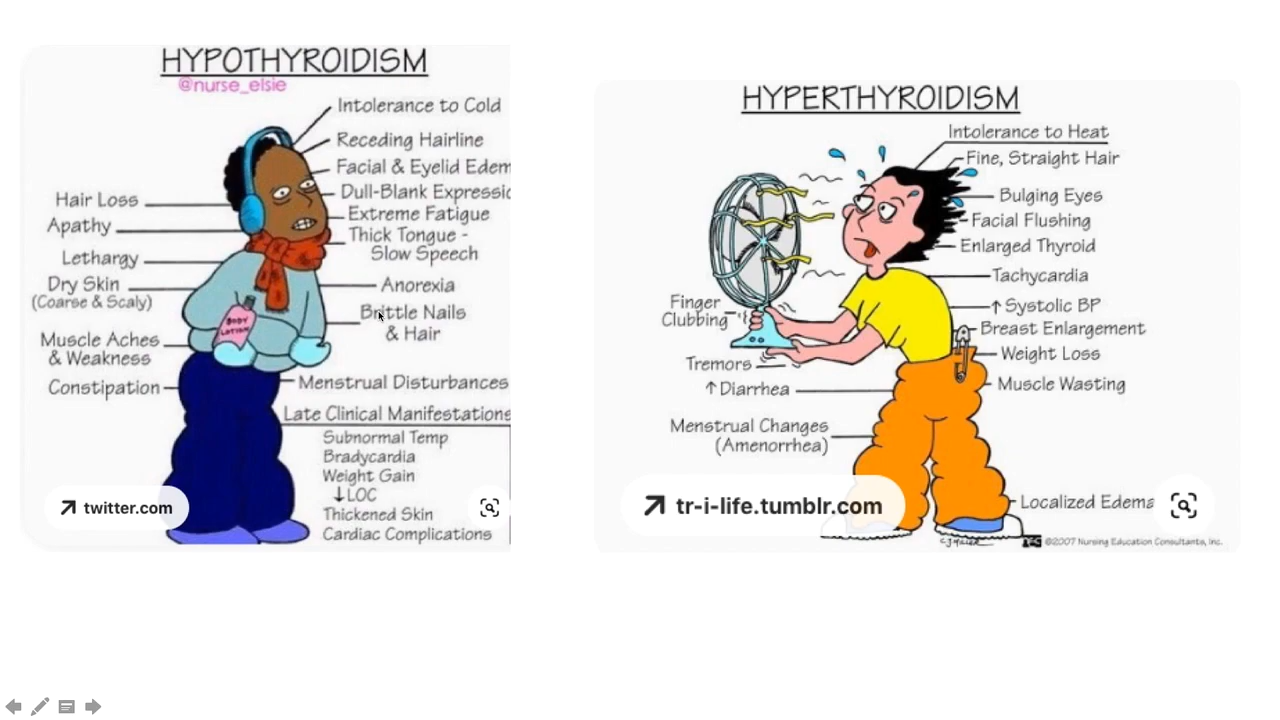 HYPOTHYROIDISM
@nurse_elsie
Intolerance to Cold
Receding Hairline
Facial & Eyelid Edem
Dull-Blank Expressio
Extreme Fatigue
Thick Tongue -
Slow Speech
Anorexia
Brittle Nails
& Hair
Menstrual Disturbances
Late Clinical Manifestations
Subnormal Temp
Bradycardia
Weight Gain
↓LOC
Thickened Skin
Cardiac Complications
Hair Loss
Apathy
Lethargy
Dry Skin
(Coarse & Scaly)
Muscle Aches
& Weakness
Constipation
BODY
LOTION
twitter.com
HYPERTHYROIDISM
Intolerance to Heat
Fine, Straight Hair
Bulging Eyes
Facial Flushing
Enlarged Thyroid
Tachycardia
↑ Systolic BP
Breast Enlargement
Weight Loss
Muscle Wasting
Localized Edema
Finger
Clubbing
Tremors
↑ Diarrhea
Menstrual Changes
(Amenorrhea)
tr-i-life.tumblr.com
©2007 Nursing Education Consultants, Inc.